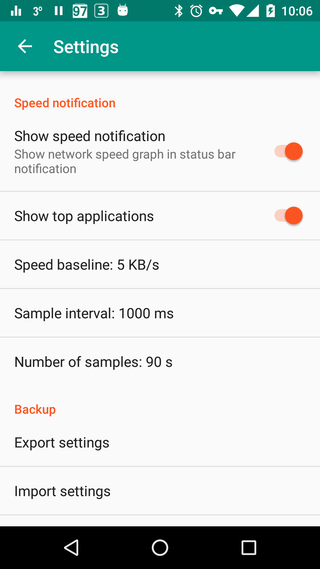 3° 97 3 10:06
Settings
Speed notification
Show speed notification
Show network speed graph in status bar
notification
Show top applications
Speed baseline: 5 KB/s
Sample interval: 1000 ms
Number of samples: 90 s
Backup
Export settings
Import settings